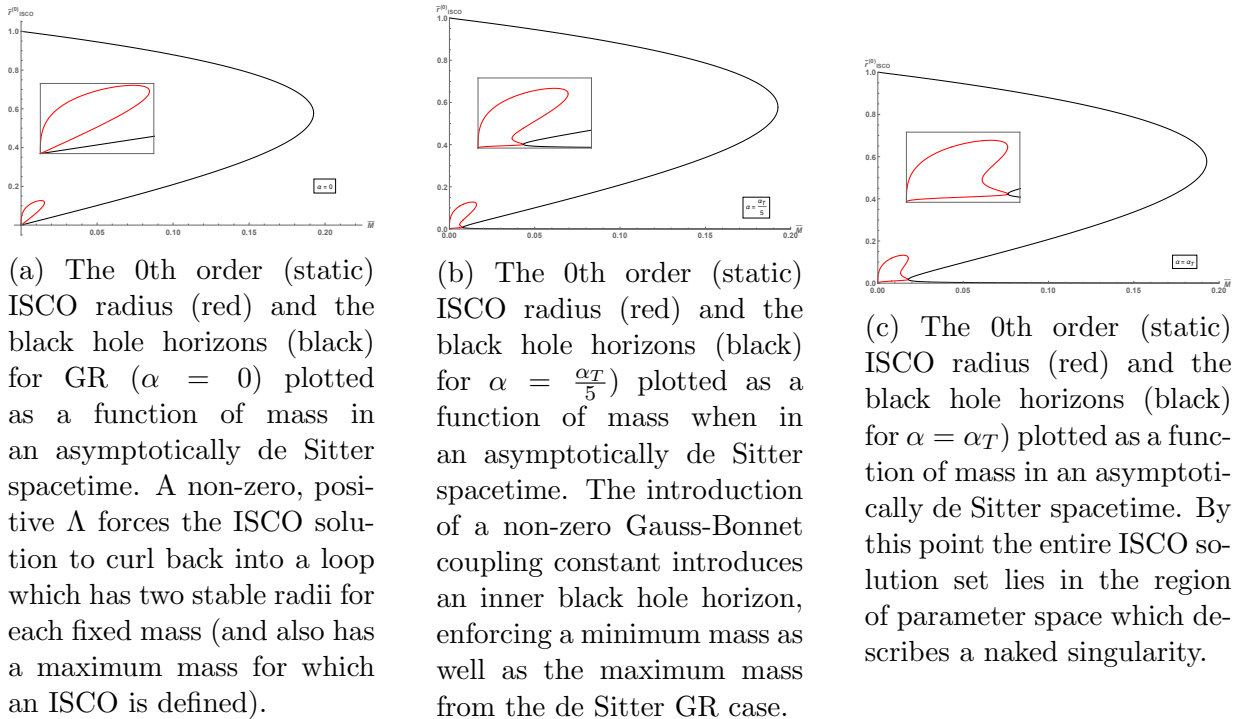 r̄⁽⁰⁾ISCO
1.0
0.8
0.6
0.4
0.2
α = 0
0.05
0.10
0.15
0.20
M̄
(a) The 0th order (static)
ISCO radius (red) and the
black hole horizons (black)
for GR (α = 0) plotted
as a function of mass in
an asymptotically de Sitter
spacetime. A non-zero, posi-
tive Λ forces the ISCO solu-
tion to curl back into a loop
which has two stable radii for
each fixed mass (and also has
a maximum mass for which
an ISCO is defined).
r̄⁽⁰⁾ISCO
1.0
0.8
0.6
0.4
0.2
α = α_T/5
0.00
0.05
0.10
0.15
0.20
M̄
(b) The 0th order (static)
ISCO radius (red) and the
black hole horizons (black)
for α = α_T/5) plotted as a
function of mass when in
an asymptotically de Sitter
spacetime. The introduction
of a non-zero Gauss-Bonnet
coupling constant introduces
an inner black hole horizon,
enforcing a minimum mass as
well as the maximum mass
from the de Sitter GR case.
r̄⁽⁰⁾ISCO
1.0
0.8
0.6
0.4
0.2
α = α_T
0.00
0.05
0.10
0.15
0.20
M̄
(c) The 0th order (static)
ISCO radius (red) and the
black hole horizons (black)
for α = α_T) plotted as a func-
tion of mass in an asymptoti-
cally de Sitter spacetime. By
this point the entire ISCO so-
lution set lies in the region
of parameter space which de-
scribes a naked singularity.